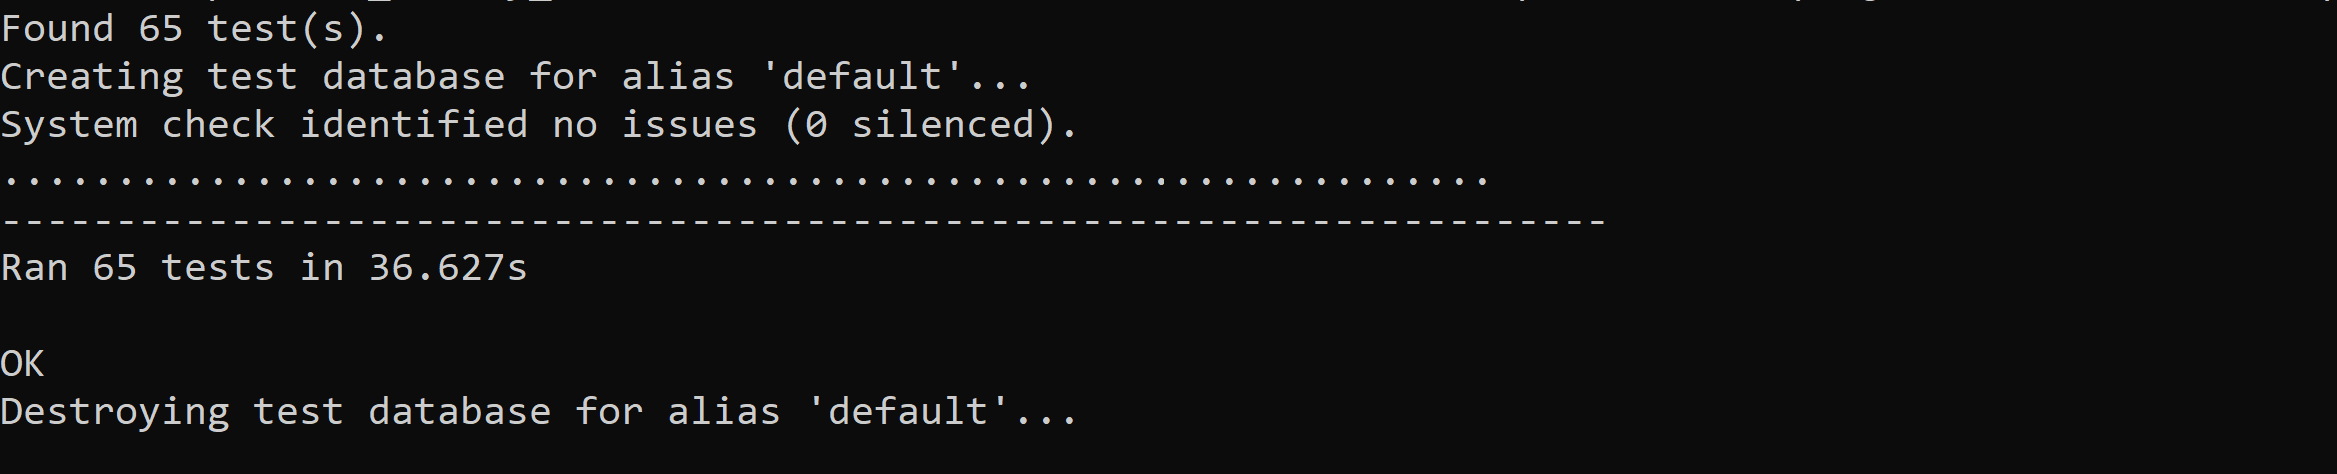 Found 65 test(s).
Creating test database for alias 'default'...
System check identified no issues (0 silenced).
.................................................................
----------------------------------------------------------------------
Ran 65 tests in 36.627s
OK
Destroying test database for alias 'default'...